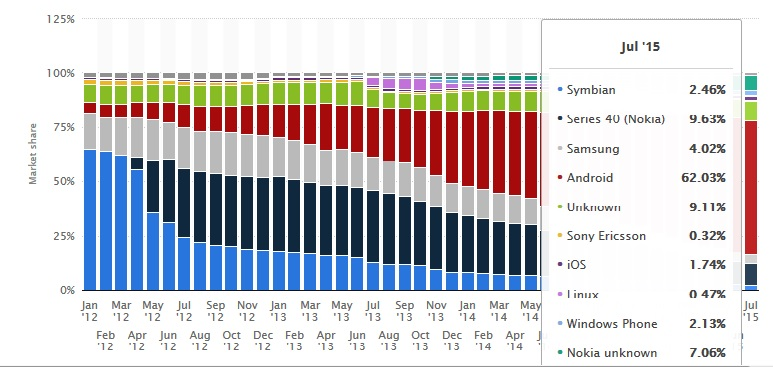 125%
100%
75%
50%
25%
0%
Market share
Jul '15
Symbian 2.46%
Series 40 (Nokia) 9.63%
Samsung 4.02%
Android 62.03%
Unknown 9.11%
Sony Ericsson 0.32%
iOS 1.74%
Linux 0.47%
Windows Phone 2.13%
Nokia unknown 7.06%
Jan '12
Feb '12
Mar '12
Apr '12
May '12
Jun '12
Jul '12
Aug '12
Sep '12
Oct '12
Nov '12
Dec '12
Jan '13
Feb '13
Mar '13
Apr '13
May '13
Jun '13
Jul '13
Aug '13
Sep '13
Oct '13
Nov '13
Dec '13
Jan '14
Feb '14
Mar '14
Apr '14
May '14
Jul '15